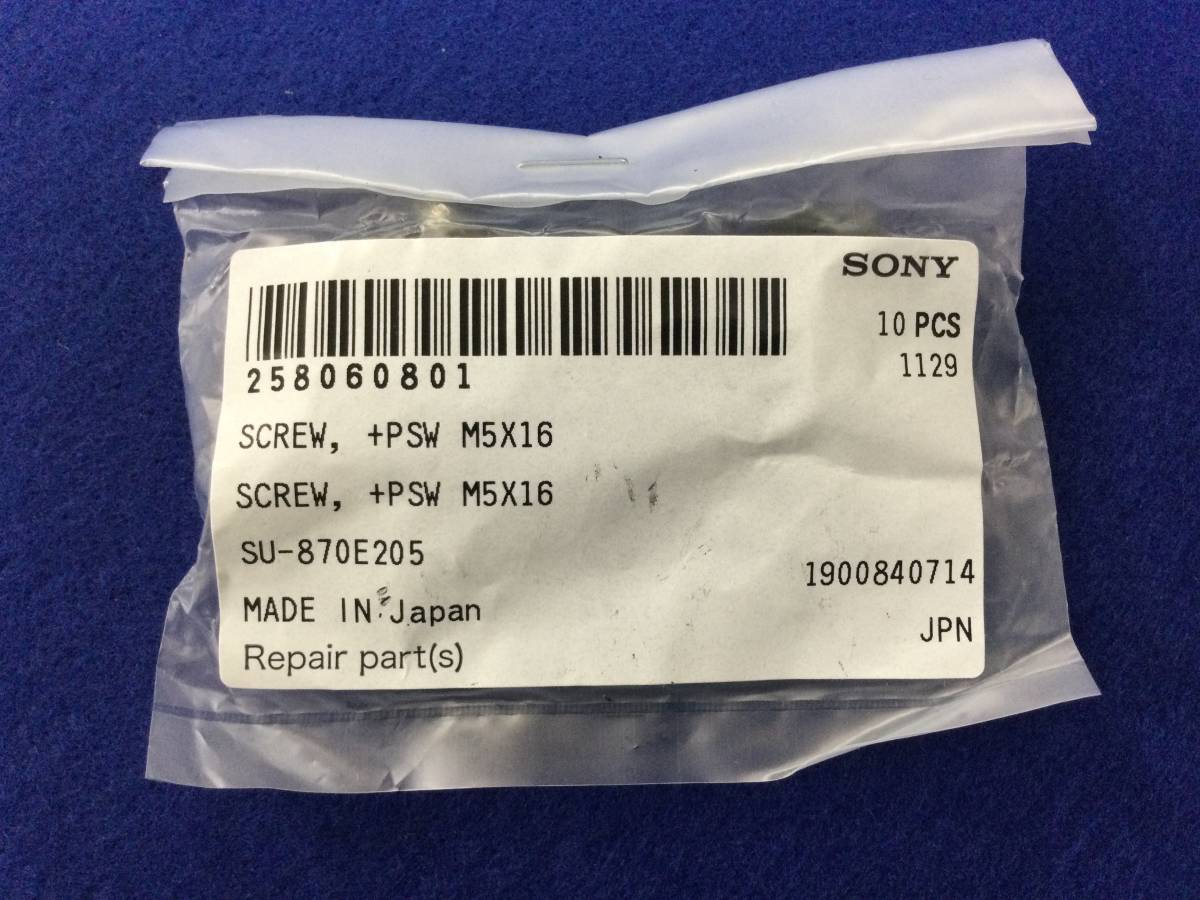 SONY
10 PCS
1129
258060801
SCREW, +PSW M5X16
SCREW, +PSW M5X16
SU-870E205
1900840714
MADE IN Japan
JPN
Repair part(s)